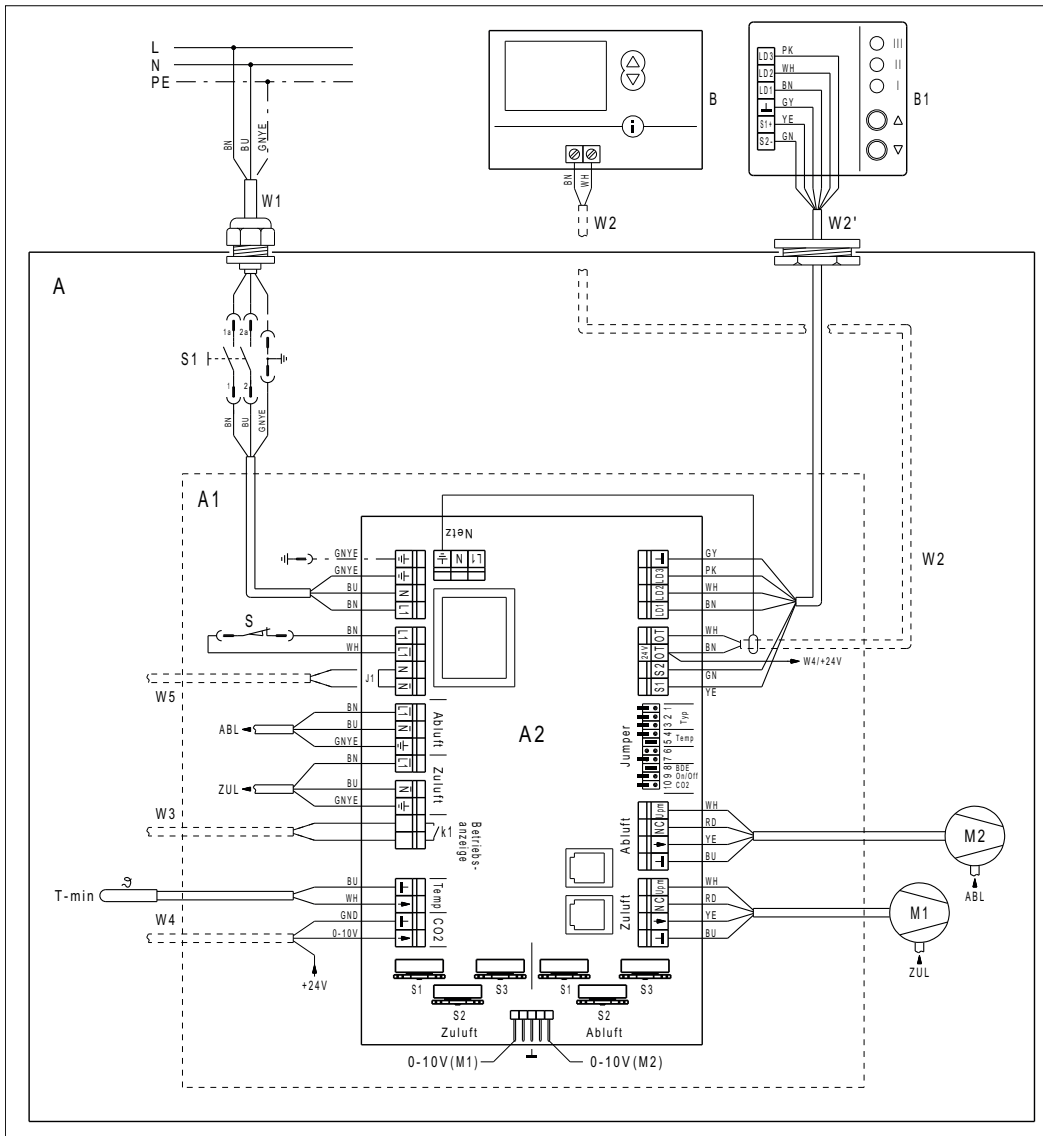 L
N
PE
BN
BU
GNYE
W1
B
BN
WH
W2
LD3
LD2
LD1
S1+
S2-
PK
WH
BN
GY
YE
GN
III
II
I
B1
W2'
A
S1
1a
2a
1
2
BN
BU
GNYE
A1
Netz
L1
N
GNYE
GNYE
BU
BN
N
L1
S
BN
WH
L1
L1
N
N
J1
W5
ABL
BN
BU
GNYE
L1
N
Abluft
ZUL
BN
BU
GNYE
L1
N
Zuluft
W3
k1
Betriebs-
anzeige
T-min
ϑ
BU
WH
Temp
W4
GND
0-10V
CO2
+24V
A2
GY
PK
WH
BN
LD3
LD2
LD1
W2
WH
BN
GN
YE
24V
OT
OT
S2
S1
W4/+24V
Jumper
10 9 8 7 6 5 4 3 2 1
Typ
Temp
BDE
On/Off
CO2
Abluft
NC
Upm
WH
RD
YE
BU
M2
ABL
Zuluft
NC
Upm
WH
RD
YE
BU
M1
ZUL
S1
S3
S1
S3
S2
S2
Zuluft
Abluft
0-10V(M1)
0-10V(M2)